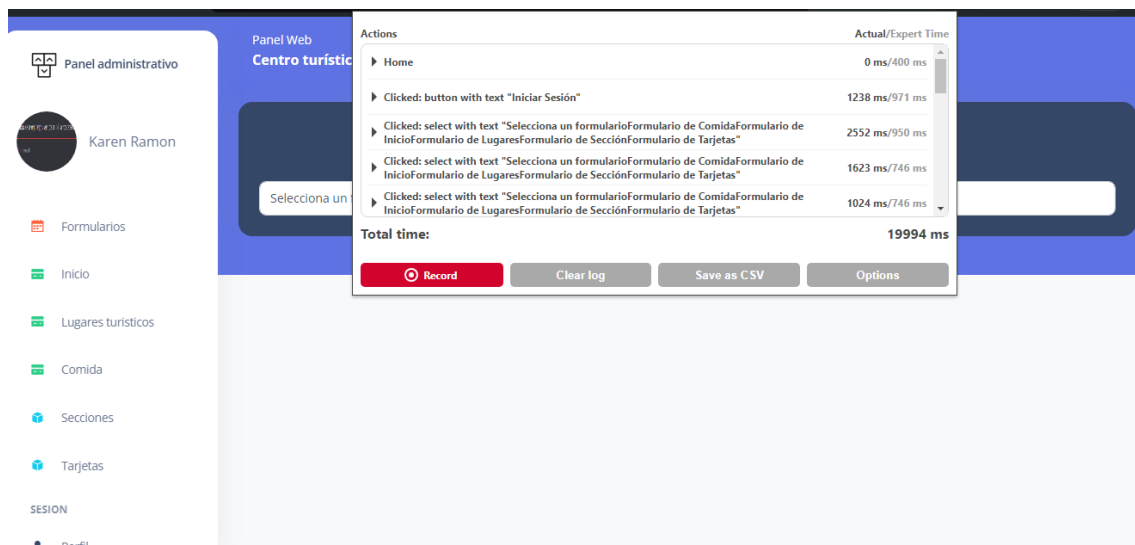 Panel administrativo
Karen Ramon
Formularios
Inicio
Lugares turisticos
Comida
Secciones
Tarjetas
SESION
Perfil
Panel Web
Centro turístic
Selecciona un f
Actions
Actual/Expert Time
Home
0 ms/400 ms
Clicked: button with text "Iniciar Sesión"
1238 ms/971 ms
Clicked: select with text "Selecciona un formularioFormulario de ComidaFormulario de
InicioFormulario de LugaresFormulario de SecciónFormulario de Tarjetas"
2552 ms/950 ms
Clicked: select with text "Selecciona un formularioFormulario de ComidaFormulario de
InicioFormulario de LugaresFormulario de SecciónFormulario de Tarjetas"
1623 ms/746 ms
Clicked: select with text "Selecciona un formularioFormulario de ComidaFormulario de
InicioFormulario de LugaresFormulario de SecciónFormulario de Tarjetas"
1024 ms/746 ms
Total time:
19994 ms
Record
Clear log
Save as CSV
Options